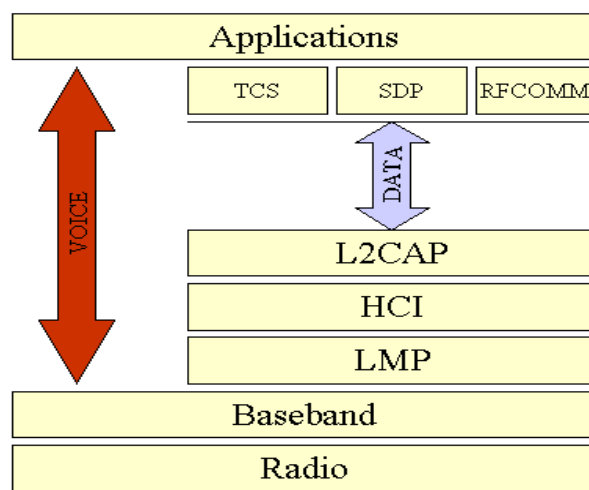 Applications
TCS SDP RFCOMM
VOICE
DATA
L2CAP
HCI
LMP
Baseband
Radio